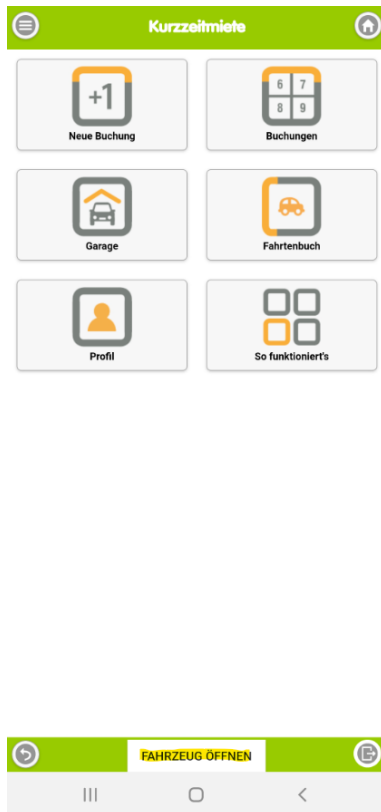 Kurzzeitmiete
+1
Neue Buchung
6 7
8 9
Buchungen
Garage
Fahrtenbuch
Profil
So funktioniert's
FAHRZEUG ÖFFNEN